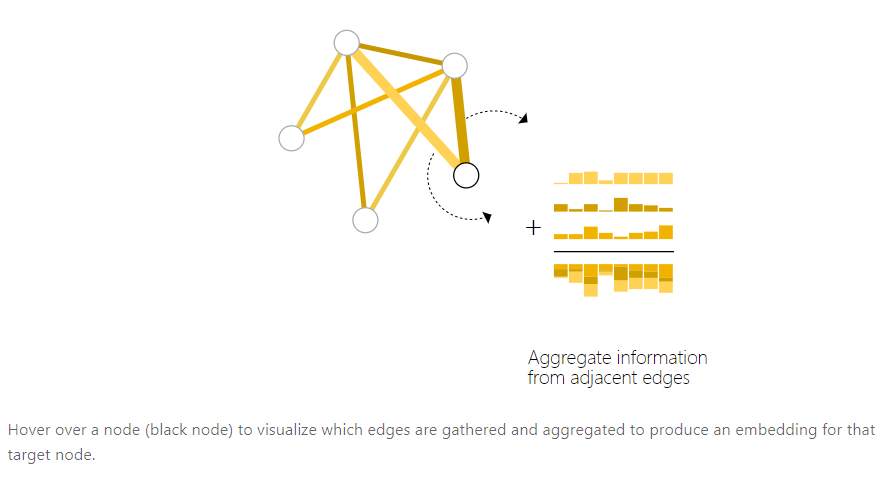 +
Aggregate information
from adjacent edges
Hover over a node (black node) to visualize which edges are gathered and aggregated to produce an embedding for that
target node.